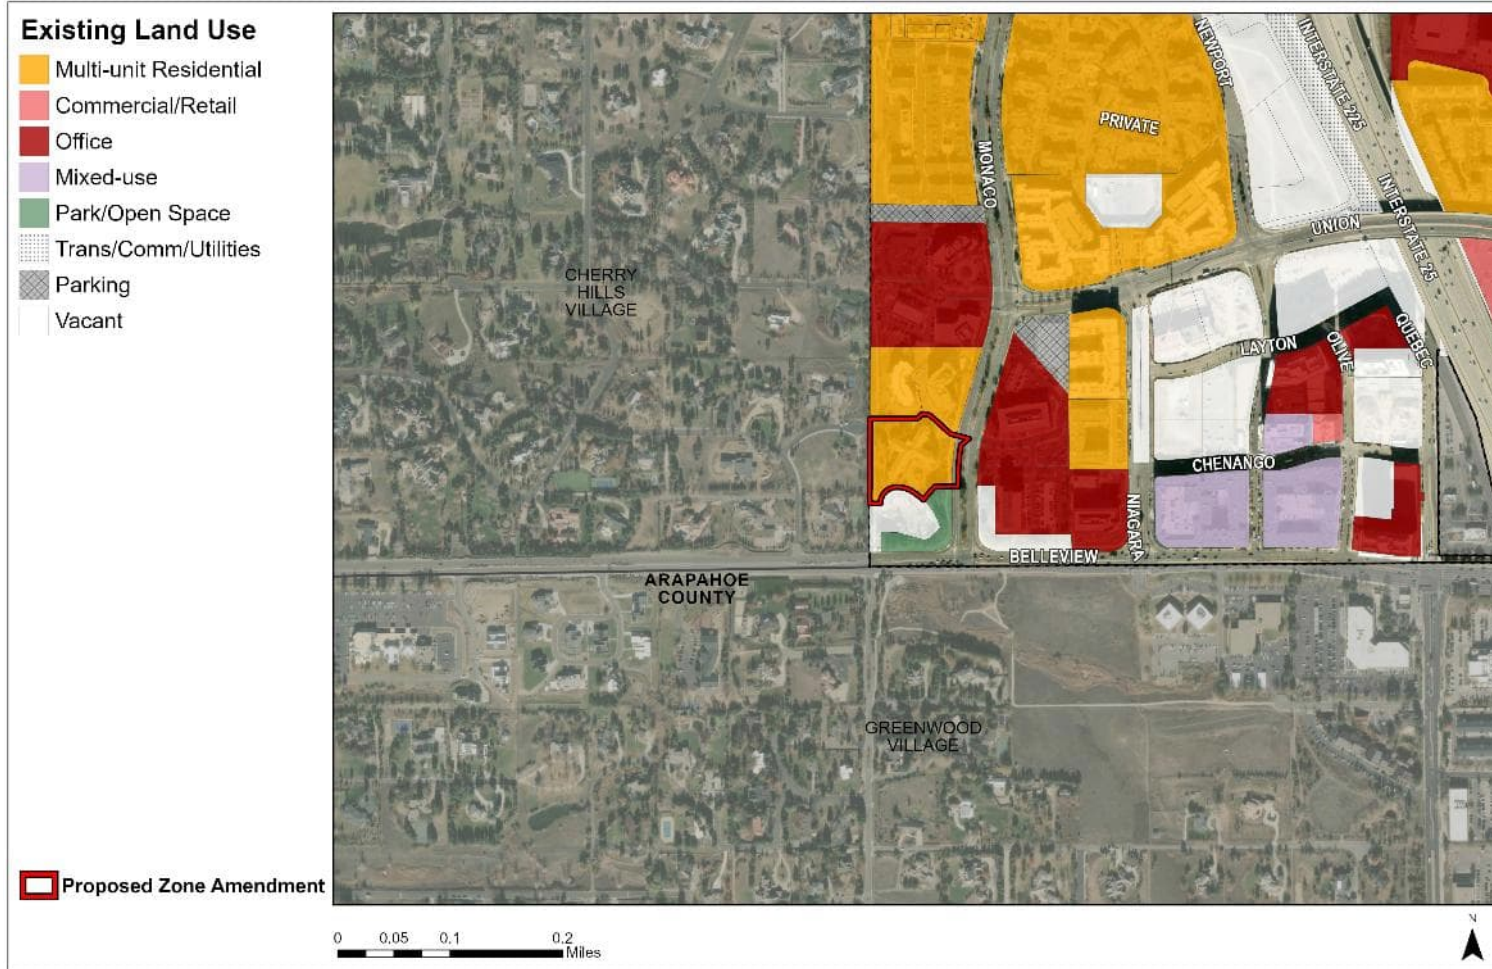 Existing Land Use
Multi-unit Residential
Commercial/Retail
Office
Mixed-use
Park/Open Space
Trans/Comm/Utilities
Parking
Vacant
Proposed Zone Amendment
NEWPORT
INTERSTATE 225
PRIVATE
MONACO
INTERSTATE 25
UNION
CHERRY
HILLS
VILLAGE
LAYTON
OLIVE
QUEBEC
CHENANGO
NIAGARA
BELLEVIEW
ARAPAHOE
COUNTY
GREENWOOD
VILLAGE
0 0.05 0.1 0.2
Miles
N